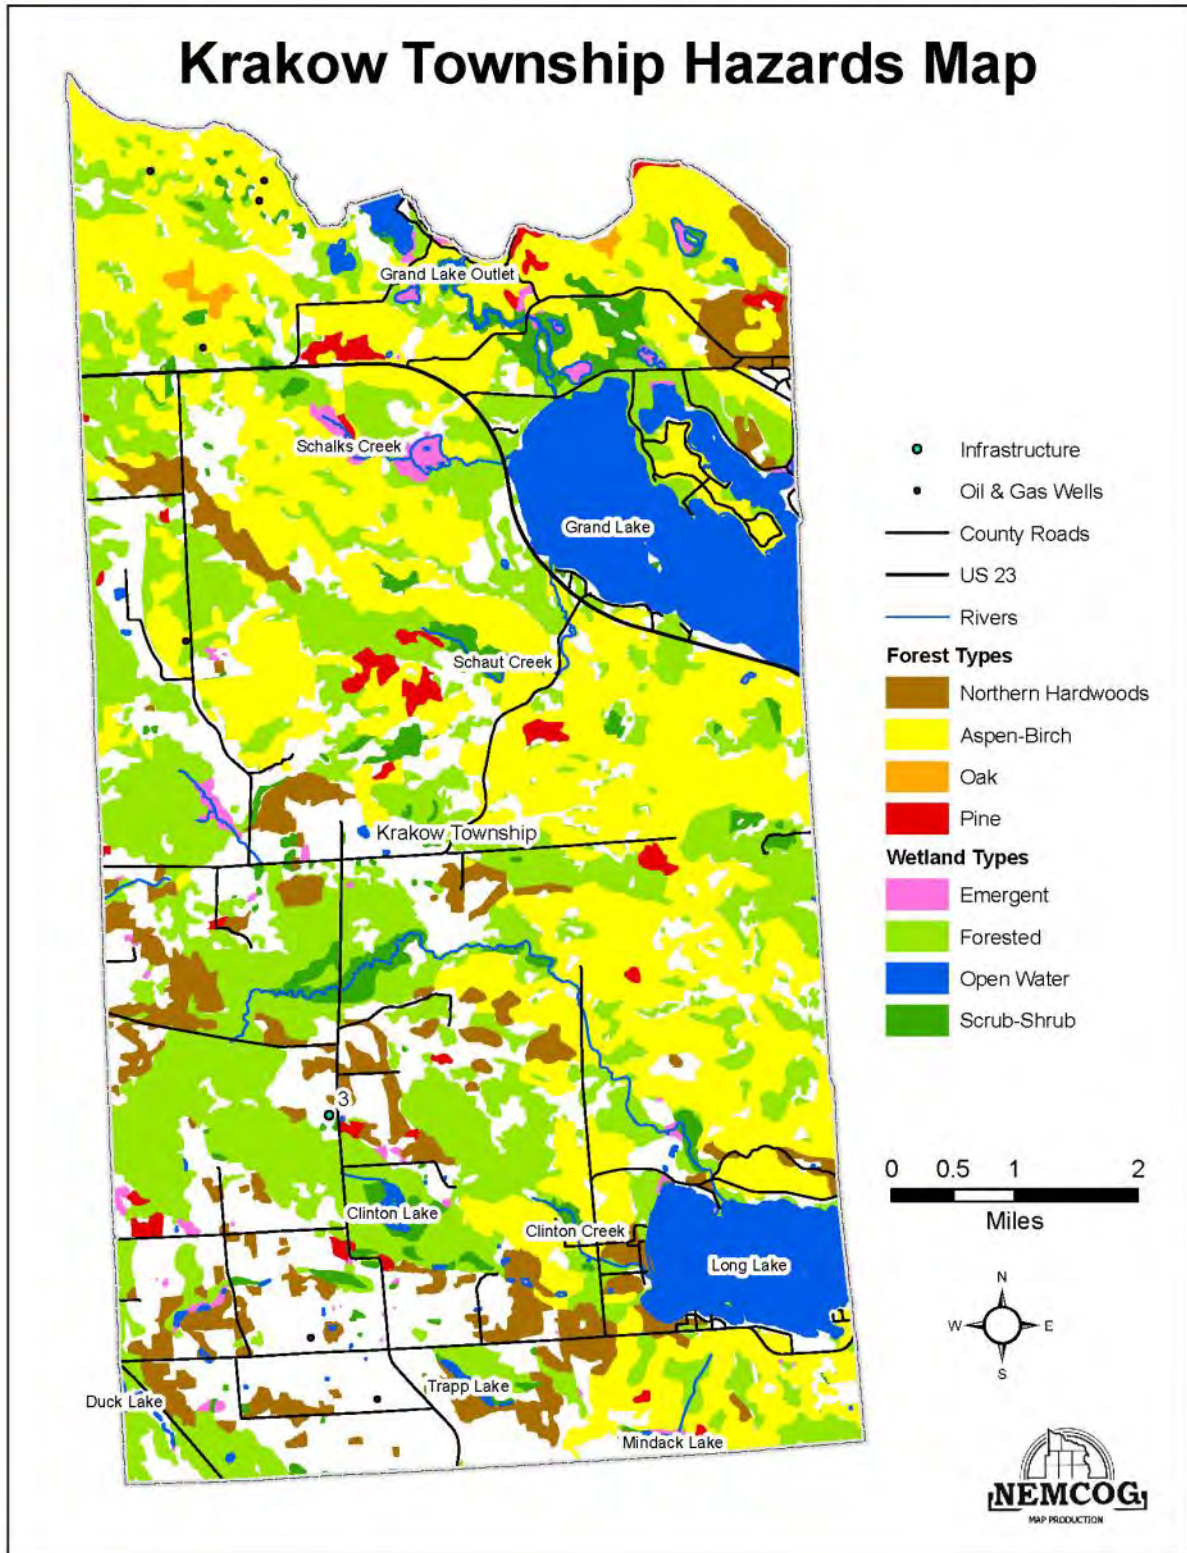 Krakow Township Hazards Map
Grand Lake Outlet
Schalks Creek
Grand Lake
Schaut Creek
Krakow Township
3
Clinton Lake
Clinton Creek
Long Lake
Trapp Lake
Duck Lake
Mindack Lake
Infrastructure
Oil & Gas Wells
County Roads
US 23
Rivers
Forest Types
Northern Hardwoods
Aspen-Birch
Oak
Pine
Wetland Types
Emergent
Forested
Open Water
Scrub-Shrub
0 0.5 1 2
Miles
N
W E
S
NEMCOG
MAP PRODUCTION